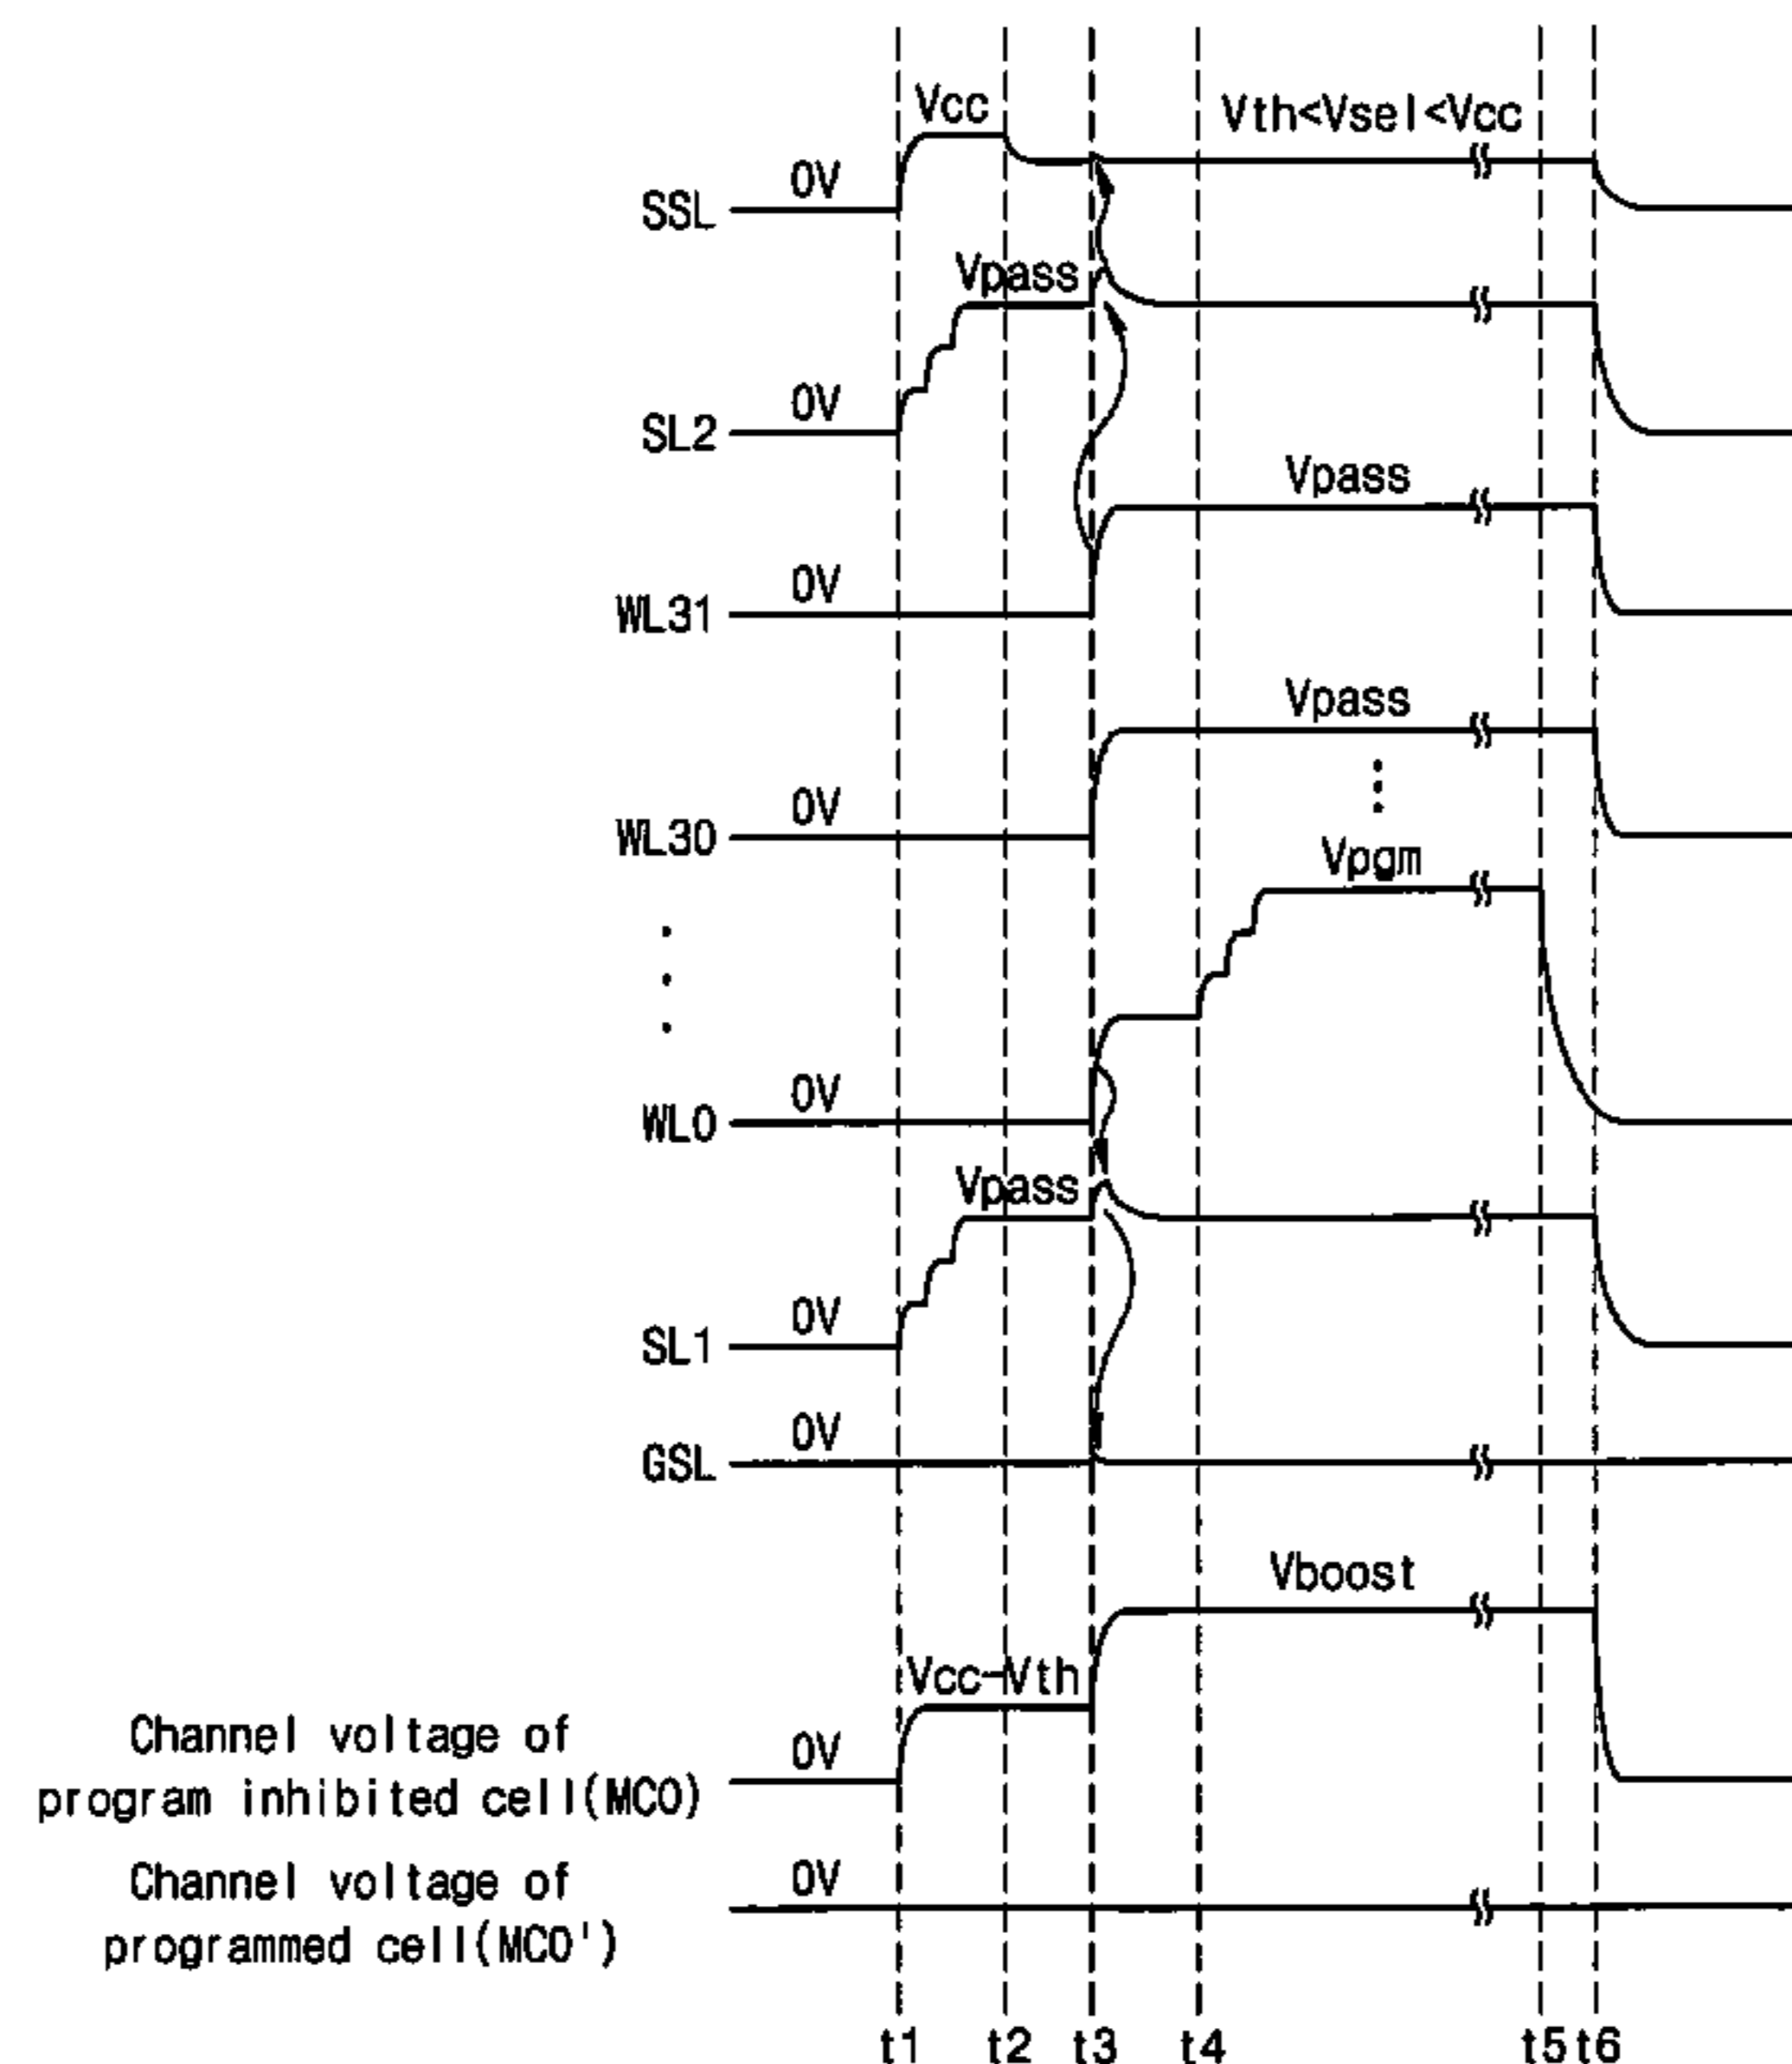 Vcc
Vth<Vsel<Vcc
0V
SSL
Vpass
0V
SL2
Vpass
0V
WL31
Vpass
0V
WL30
Vpgm
0V
WL0
Vpass
0V
SL1
0V
GSL
Vboost
Vcc-Vth
Channel voltage of
program inhibited cell(MC0)
0V
Channel voltage of
programmed cell(MC0')
0V
t1 t2 t3 t4 t5 t6